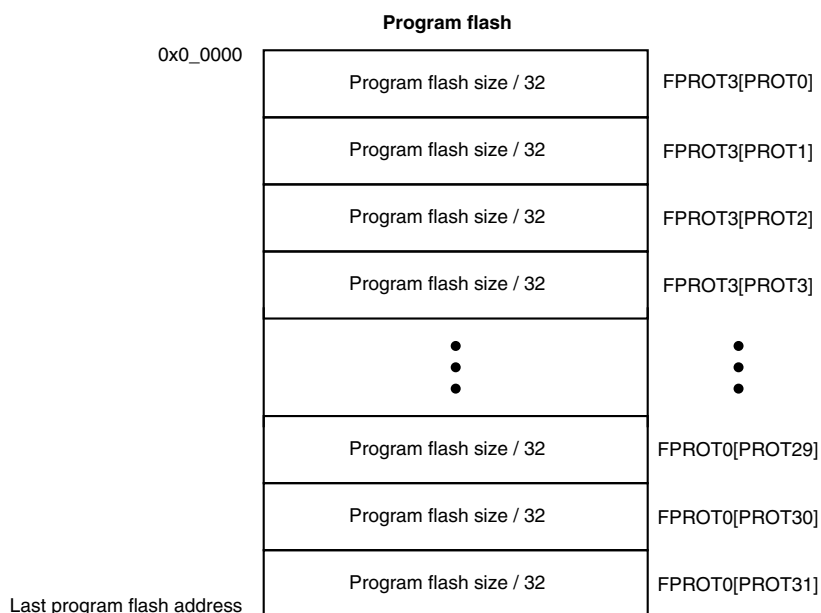 Program flash
0x0_0000
Program flash size / 32 FPROT3[PROT0]
Program flash size / 32 FPROT3[PROT1]
Program flash size / 32 FPROT3[PROT2]
Program flash size / 32 FPROT3[PROT3]
Program flash size / 32 FPROT0[PROT29]
Program flash size / 32 FPROT0[PROT30]
Program flash size / 32 FPROT0[PROT31]
Last program flash address